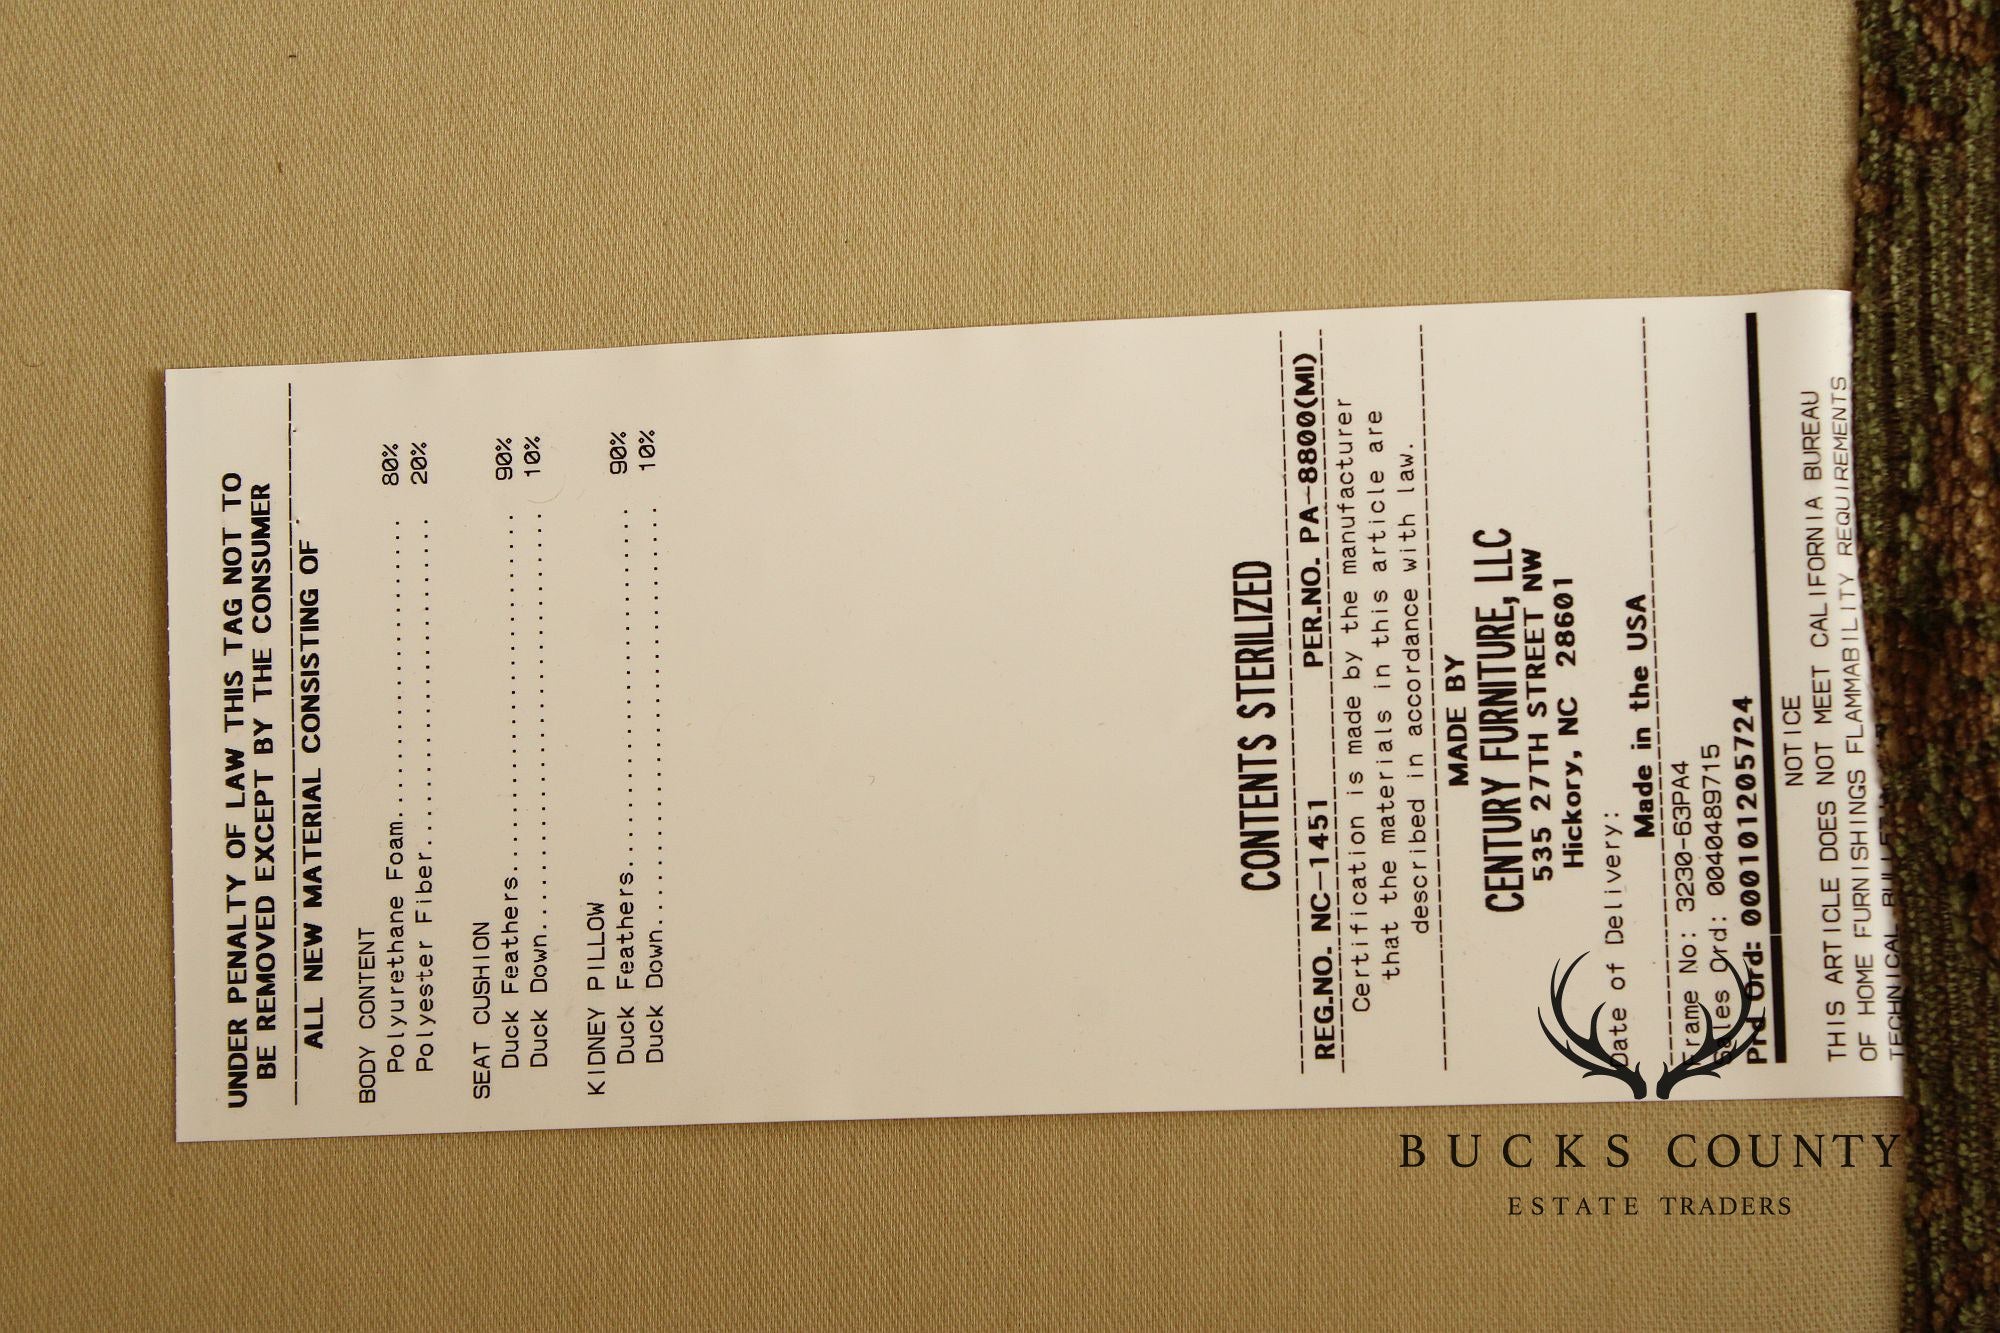 UNDER PENALTY OF LAW THIS TAG NOT TO
BE REMOVED EXCEPT BY THE CONSUMER
ALL NEW MATERIAL CONSISTING OF
BODY CONTENT
Polyurethane Foam.................... 80%
Polyester Fiber...................... 20%
SEAT CUSHION
Duck Feathers........................ 90%
Duck Down............................ 10%
KIDNEY PILLOW
Duck Feathers........................ 90%
Duck Down............................ 10%
CONTENTS STERILIZED
REG.NO. NC-1451 PER.NO. PA-8800(MI)
Certification is made by the manufacturer
that the materials in this article are
described in accordance with law.
MADE BY
CENTURY FURNITURE, LLC
535 27TH STREET NW
Hickory, NC 28601
Date of Delivery:
Made in the USA
Frame No: 3230-63PA4
Sales Ord: 0040489715
Prd Ord: 000101205724
NOTICE
THIS ARTICLE DOES NOT MEET CALIFORNIA BUREAU
OF HOME FURNISHINGS FLAMMABILITY REQUIREMENTS
TECHNICAL BULLETIN
BUCKS COUNTY
ESTATE TRADERS